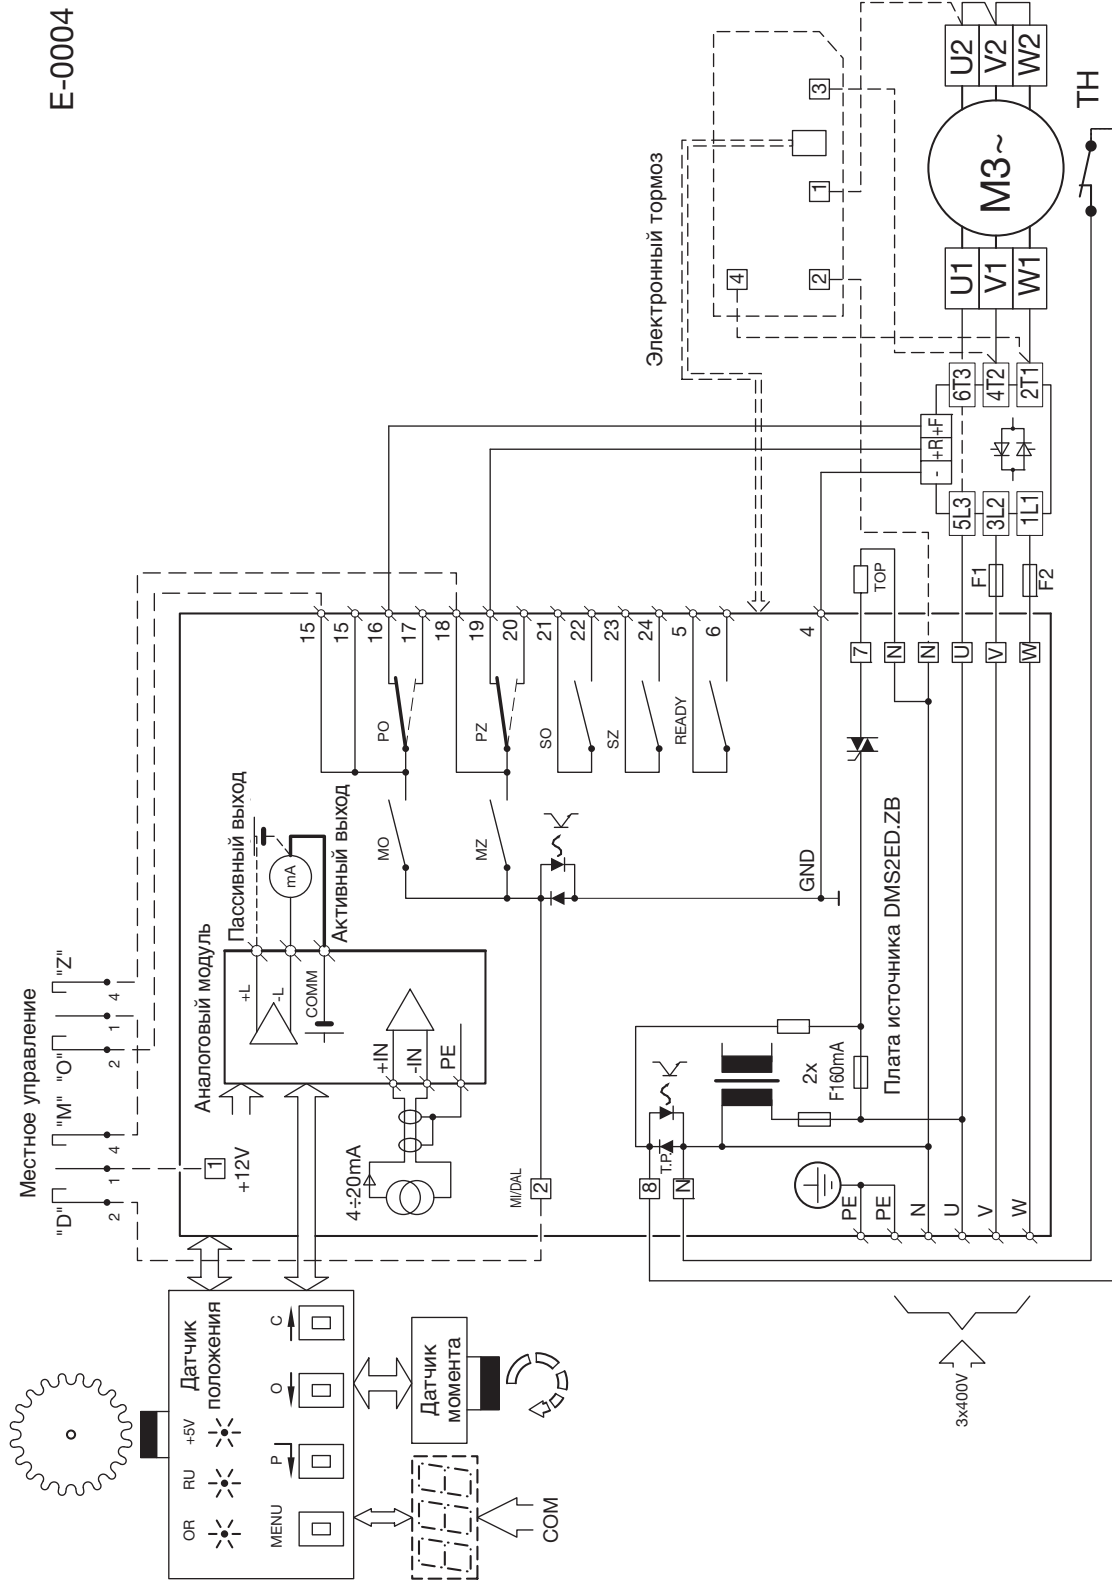 E-0004
Местное управление
"D" "M" "O" "Z"
2 1 4 2 1 4
1
+12V
Аналоговый модуль
Пассивный выход
Активный выход
+L
-L
COMM
mA
+IN
-IN
PE
4÷20mA
MI/DAL
2
OR RU +5V
Датчик
положения
MENU P O C
Датчик
момента
COM
MO
PO
MZ
PZ
SO
SZ
READY
15
15
16
17
18
19
20
21
22
23
24
5
6
4
GND
Электронный тормоз
4
2
1
3
8
N
T.P.
2x
F160mA
Плата источника DMS2ED.ZB
7
N
N
U
V
W
TOP
F1
F2
PE
PE
N
U
V
W
3x400V
- +R +F
5L3
3L2
1L1
6T3
4T2
2T1
U1
V1
W1
M3~
U2
V2
W2
TH